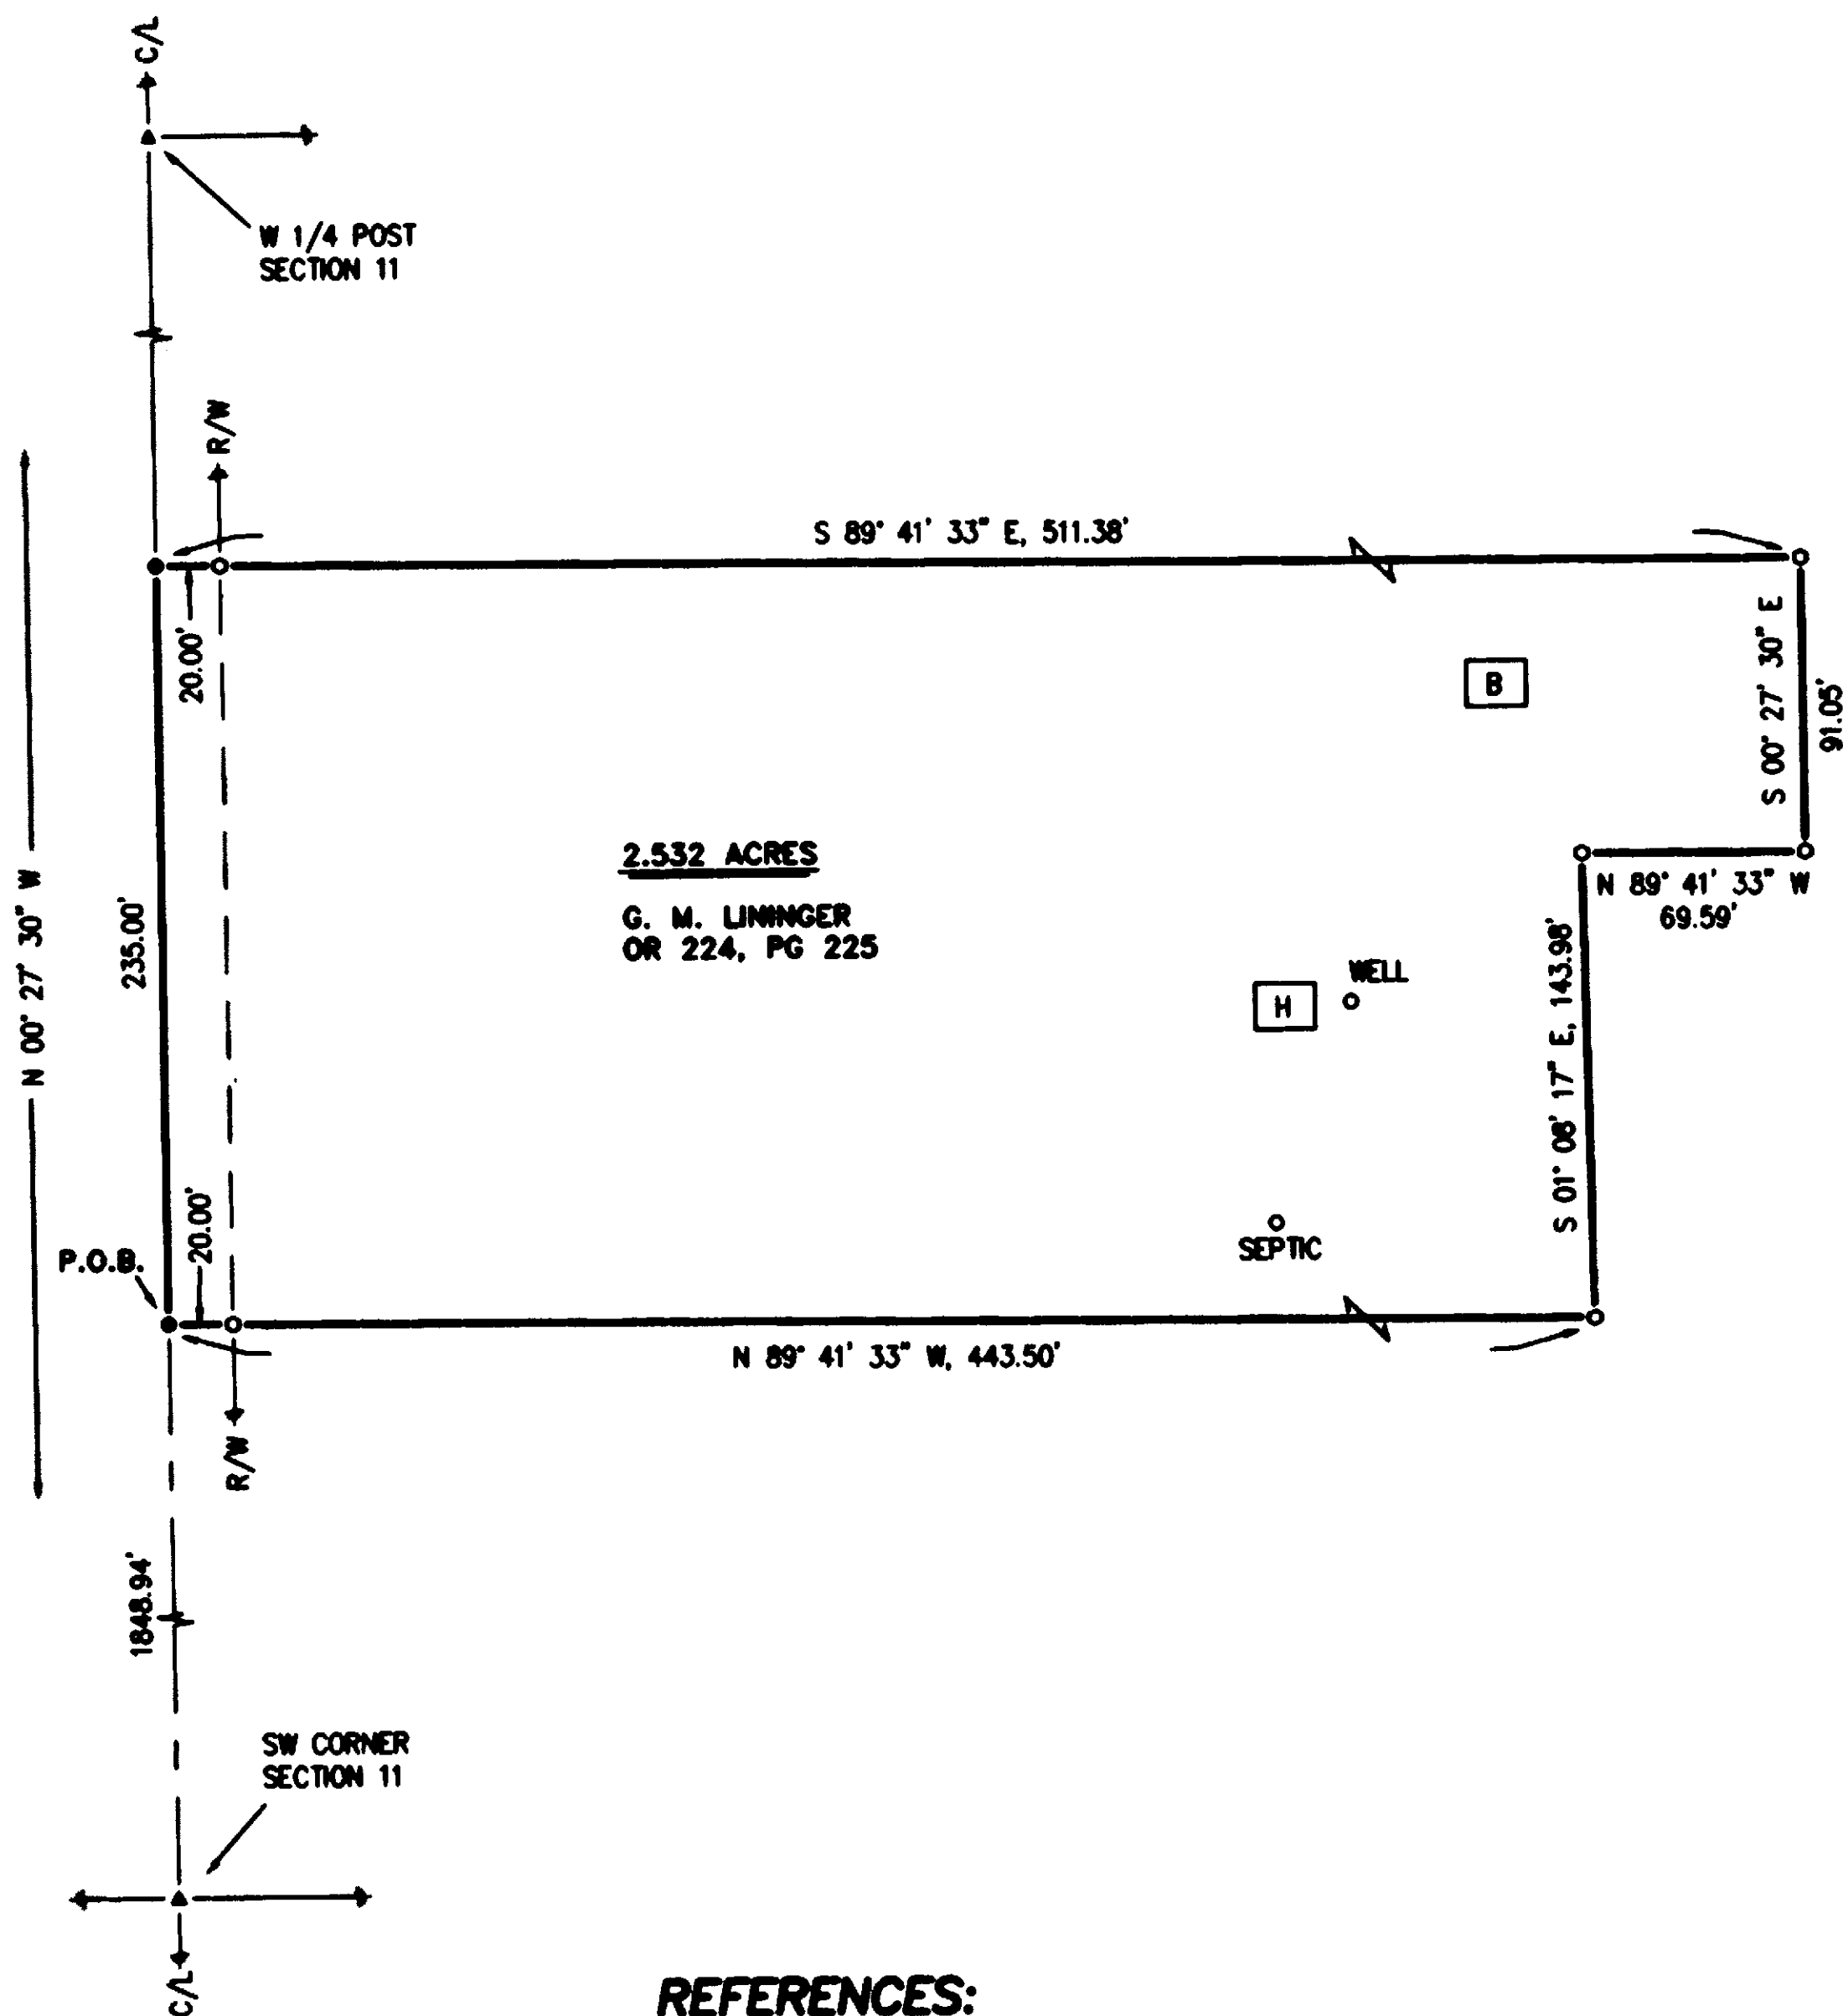 C/L
W 1/4 POST
SECTION 11
R/W
S 89° 41' 33" E, 511.38'
20.00'
S 00° 27' 30" E
91.05'
B
N 00° 27' 30" W
235.00'
2.532 ACRES
G. M. LININGER
OR 224, PG 225
N 89° 41' 33" W
69.59'
WELL
H
S 01° 08' 17" E, 143.98'
20.00'
SEPTIC
P.O.B.
N 89° 41' 33" W, 443.50'
R/W
1848.94'
SW CORNER
SECTION 11
C/L
REFERENCES: